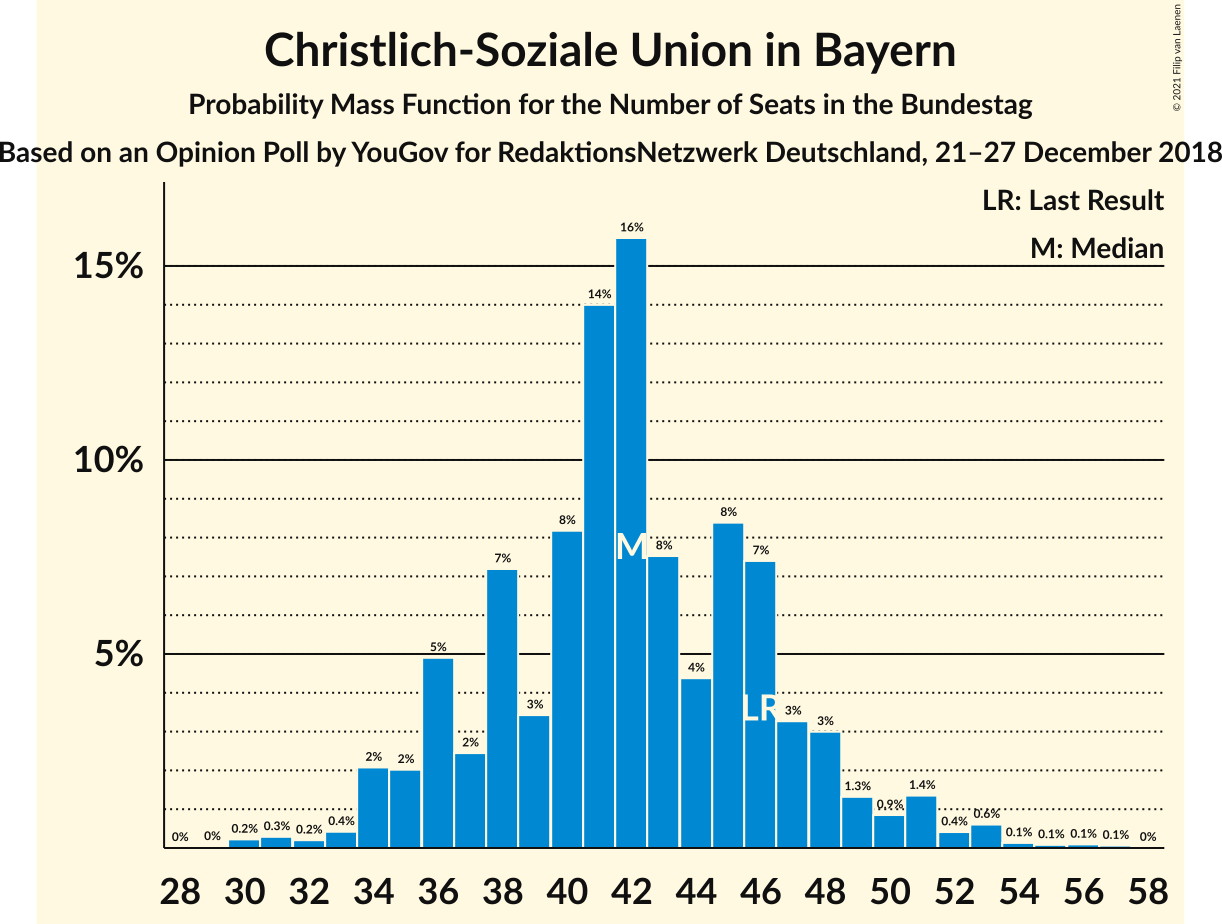 Christlich-Soziale Union in Bayern
Probability Mass Function for the Number of Seats in the Bundestag
Based on an Opinion Poll by YouGov for RedaktionsNetzwerk Deutschland, 21–27 December 2018
© 2021 Filip van Laenen
LR: Last Result
M: Median
15%
10%
5%
0% 0% 0.2% 0.3% 0.2% 0.4% 2% 2% 5% 2% 7% 3% 8% 14% 16% 8% 4% 8% 7% 3% 3% 1.3% 0.9% 1.4% 0.4% 0.6% 0.1% 0.1% 0.1% 0.1% 0%
M
LR
28 30 32 34 36 38 40 42 44 46 48 50 52 54 56 58